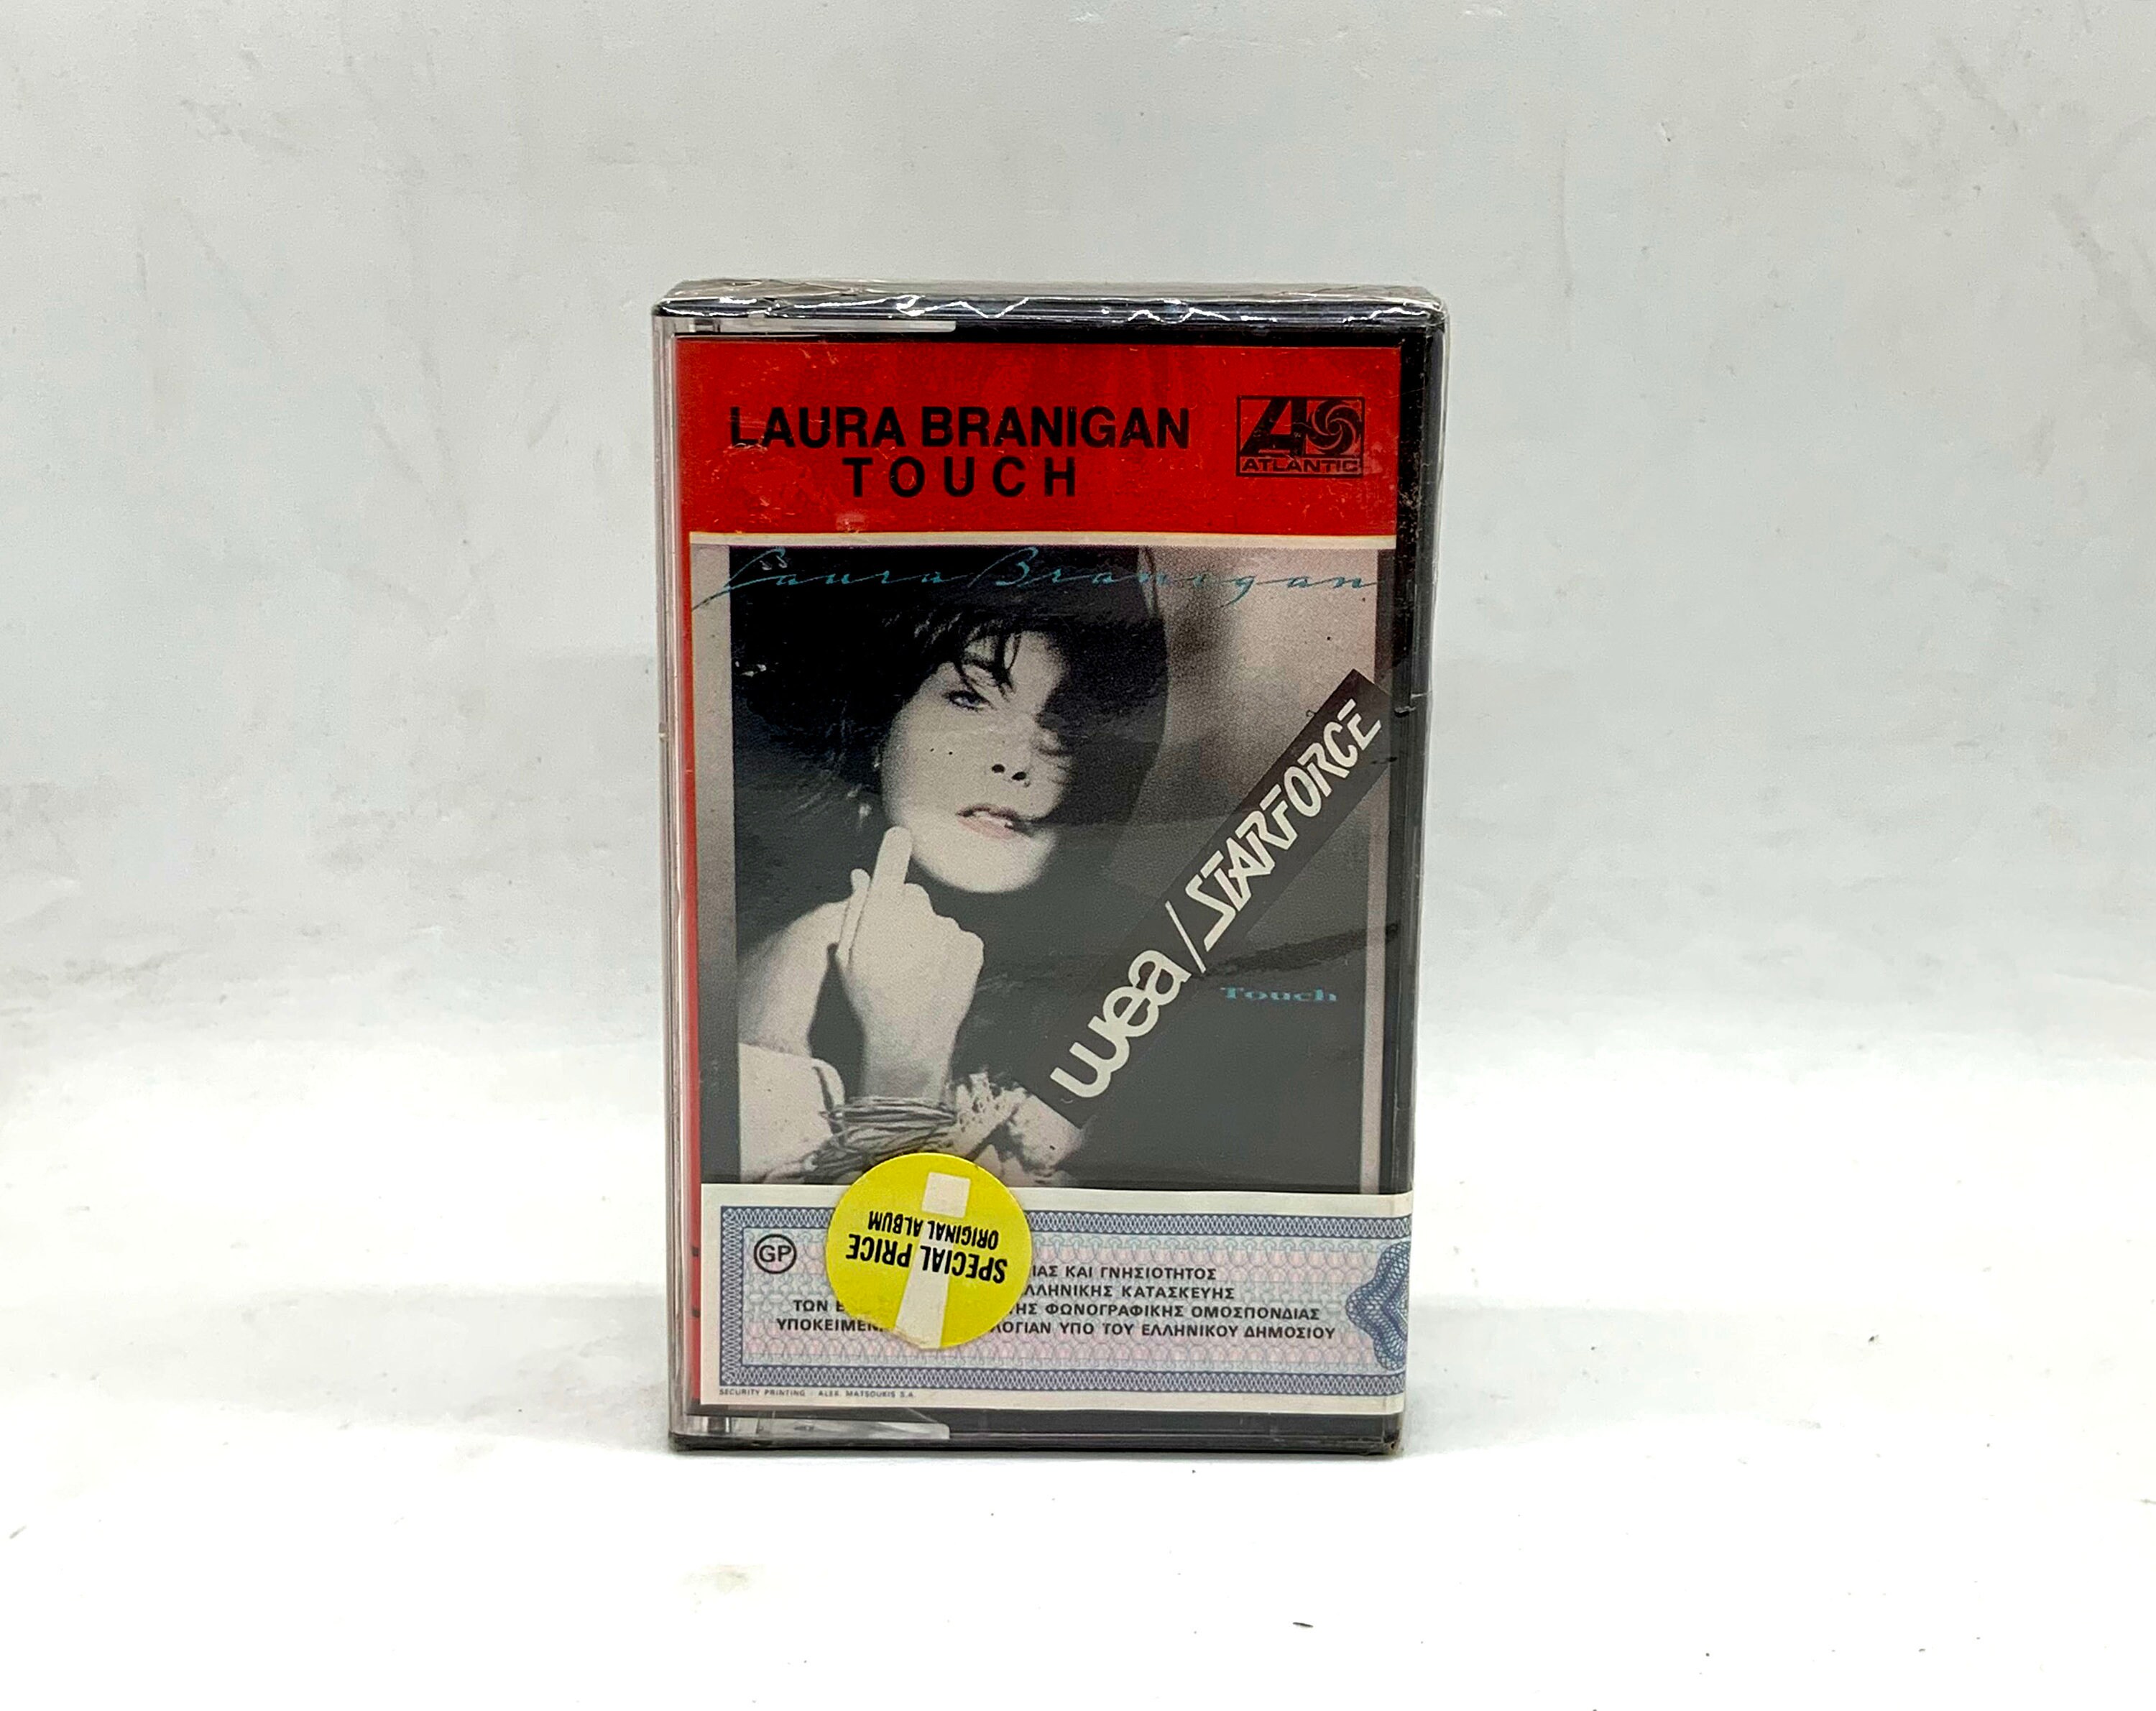 LAURA BRANIGAN
TOUCH
ATLANTIC
Laura Branigan
wea/STARFORCE
Touch
SPECIAL PRICE
ORIGINAL ALBUM
GP
ΙΑΣ ΚΑΙ ΓΝΗΣΙΟΤΗΤΟΣ
ΛΛΗΝΙΚΗΣ ΚΑΤΑΣΚΕΥΗΣ
ΤΩΝ Ε ΤΗΣ ΦΩΝΟΓΡΑΦΙΚΗΣ ΟΜΟΣΠΟΝΔΙΑΣ
ΥΠΟΚΕΙΜΕΝ ΛΟΓΙΑΝ ΥΠΟ ΤΟΥ ΕΛΛΗΝΙΚΟΥ ΔΗΜΟΣΙΟΥ
SECURITY PRINTING - ALEX. MATSOUKIS S.A.